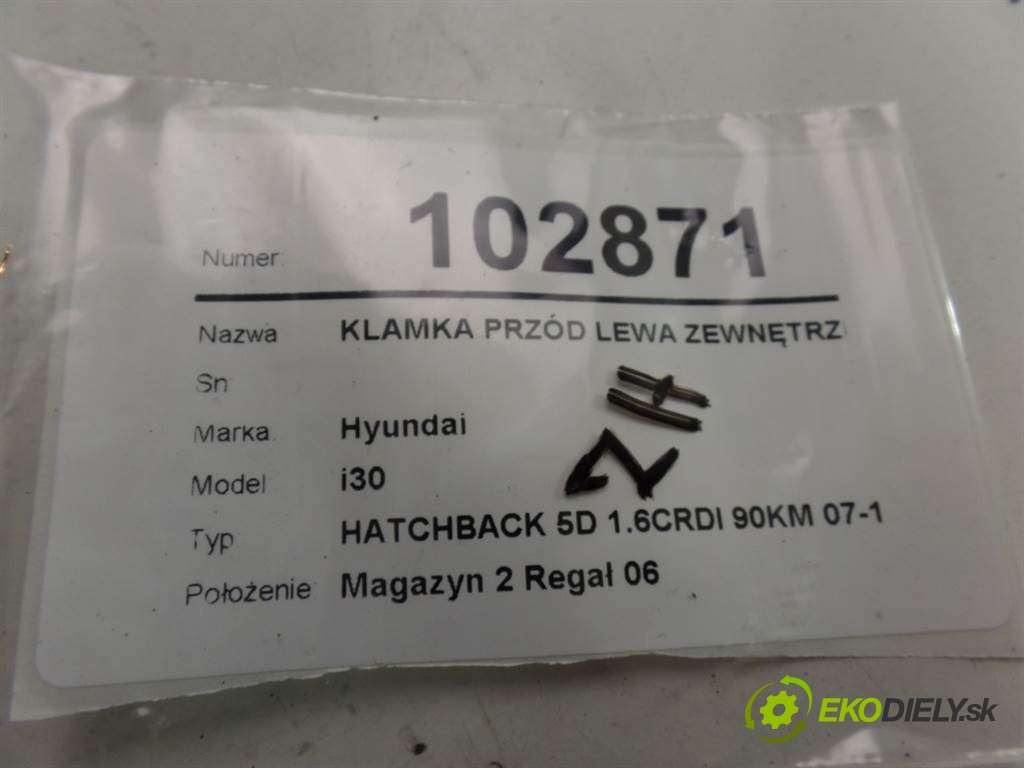 Numer: 102871
Nazwa KLAMKA PRZÓD LEWA ZEWNĘTRZ
Sn
Marka Hyundai
Model i30
Typ HATCHBACK 5D 1.6CRDI 90KM 07-1
Położenie Magazyn 2 Regał 06
EKODIELY.sk